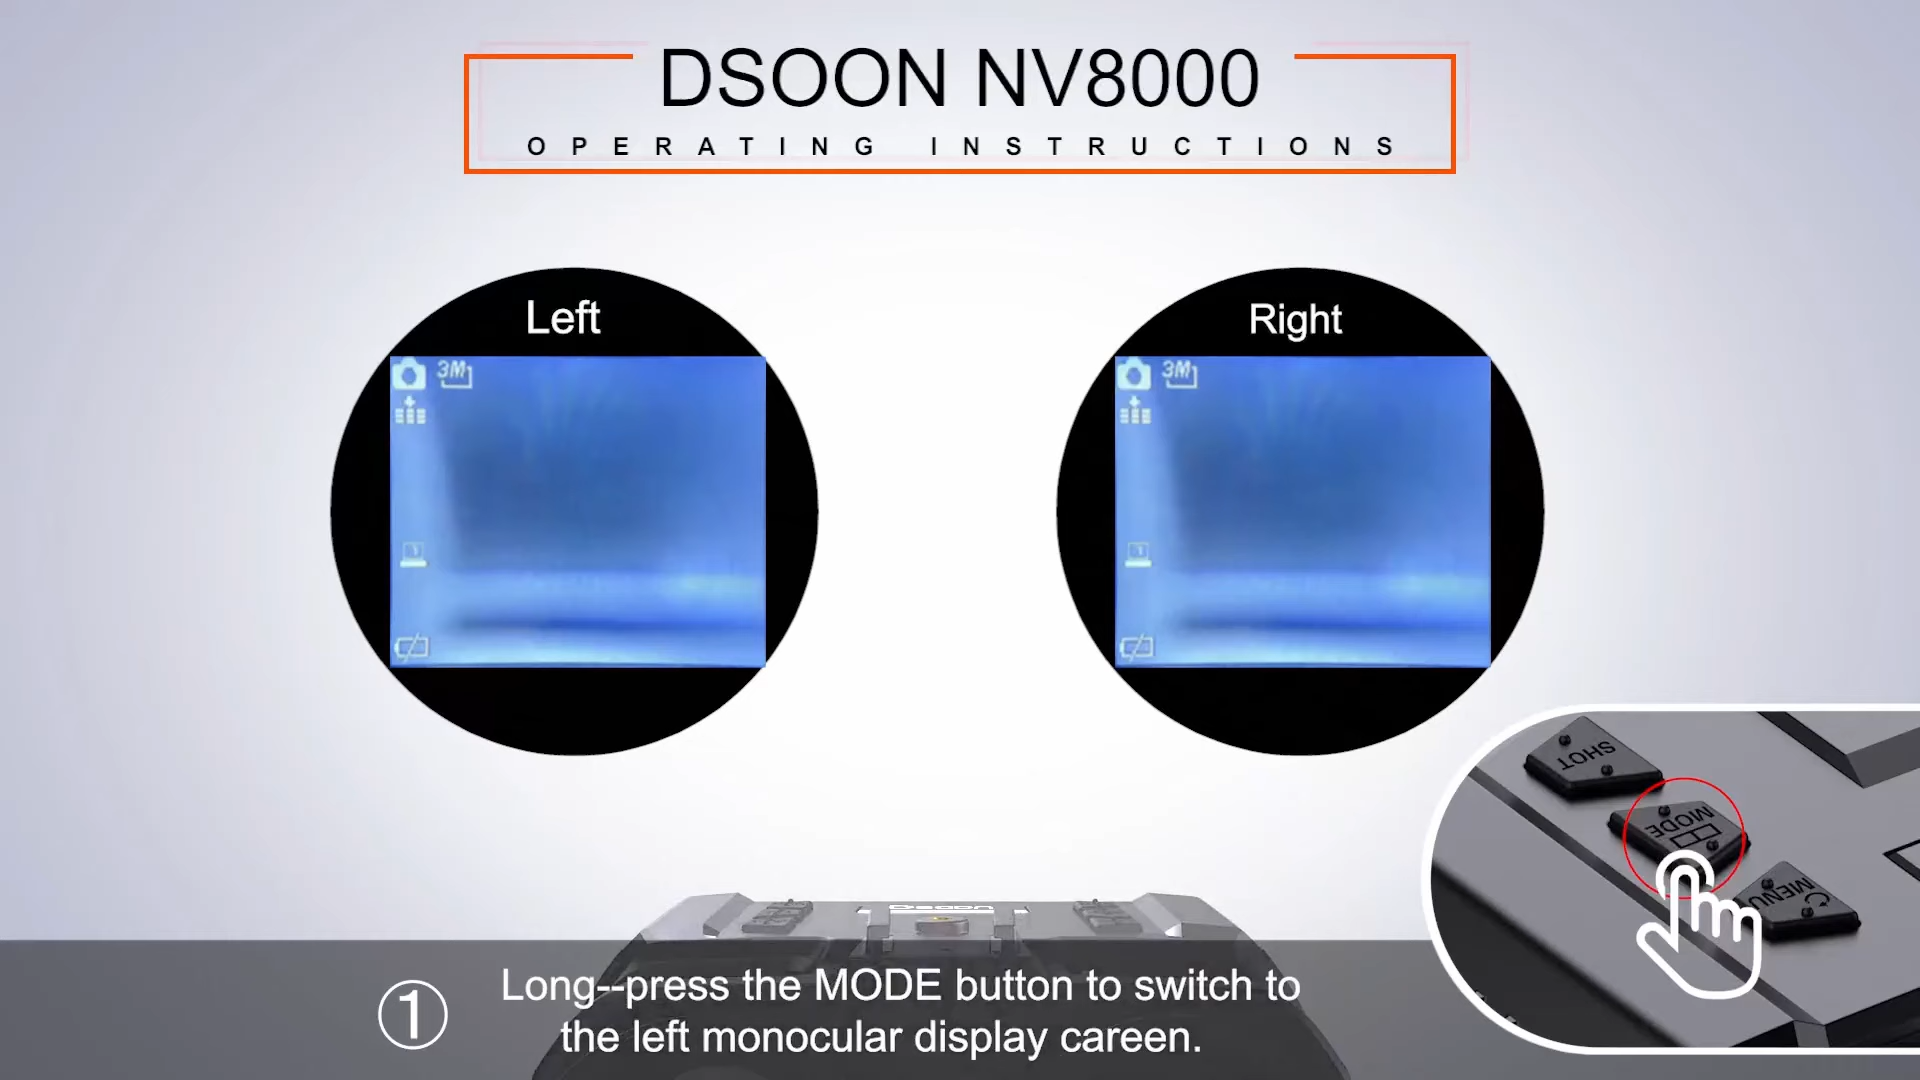 DSOON NV8000
OPERATING INSTRUCTIONS
Left
Right
3M
3M
SHOT
MODE
MENU
Dsoon
① Long--press the MODE button to switch to
the left monocular display careen.